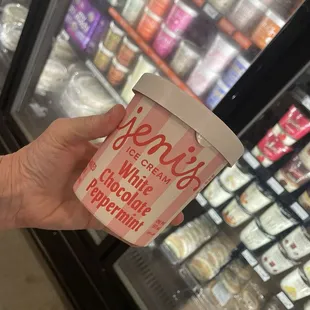 jeni's
ICE CREAM
White
Chocolate
Peppermint